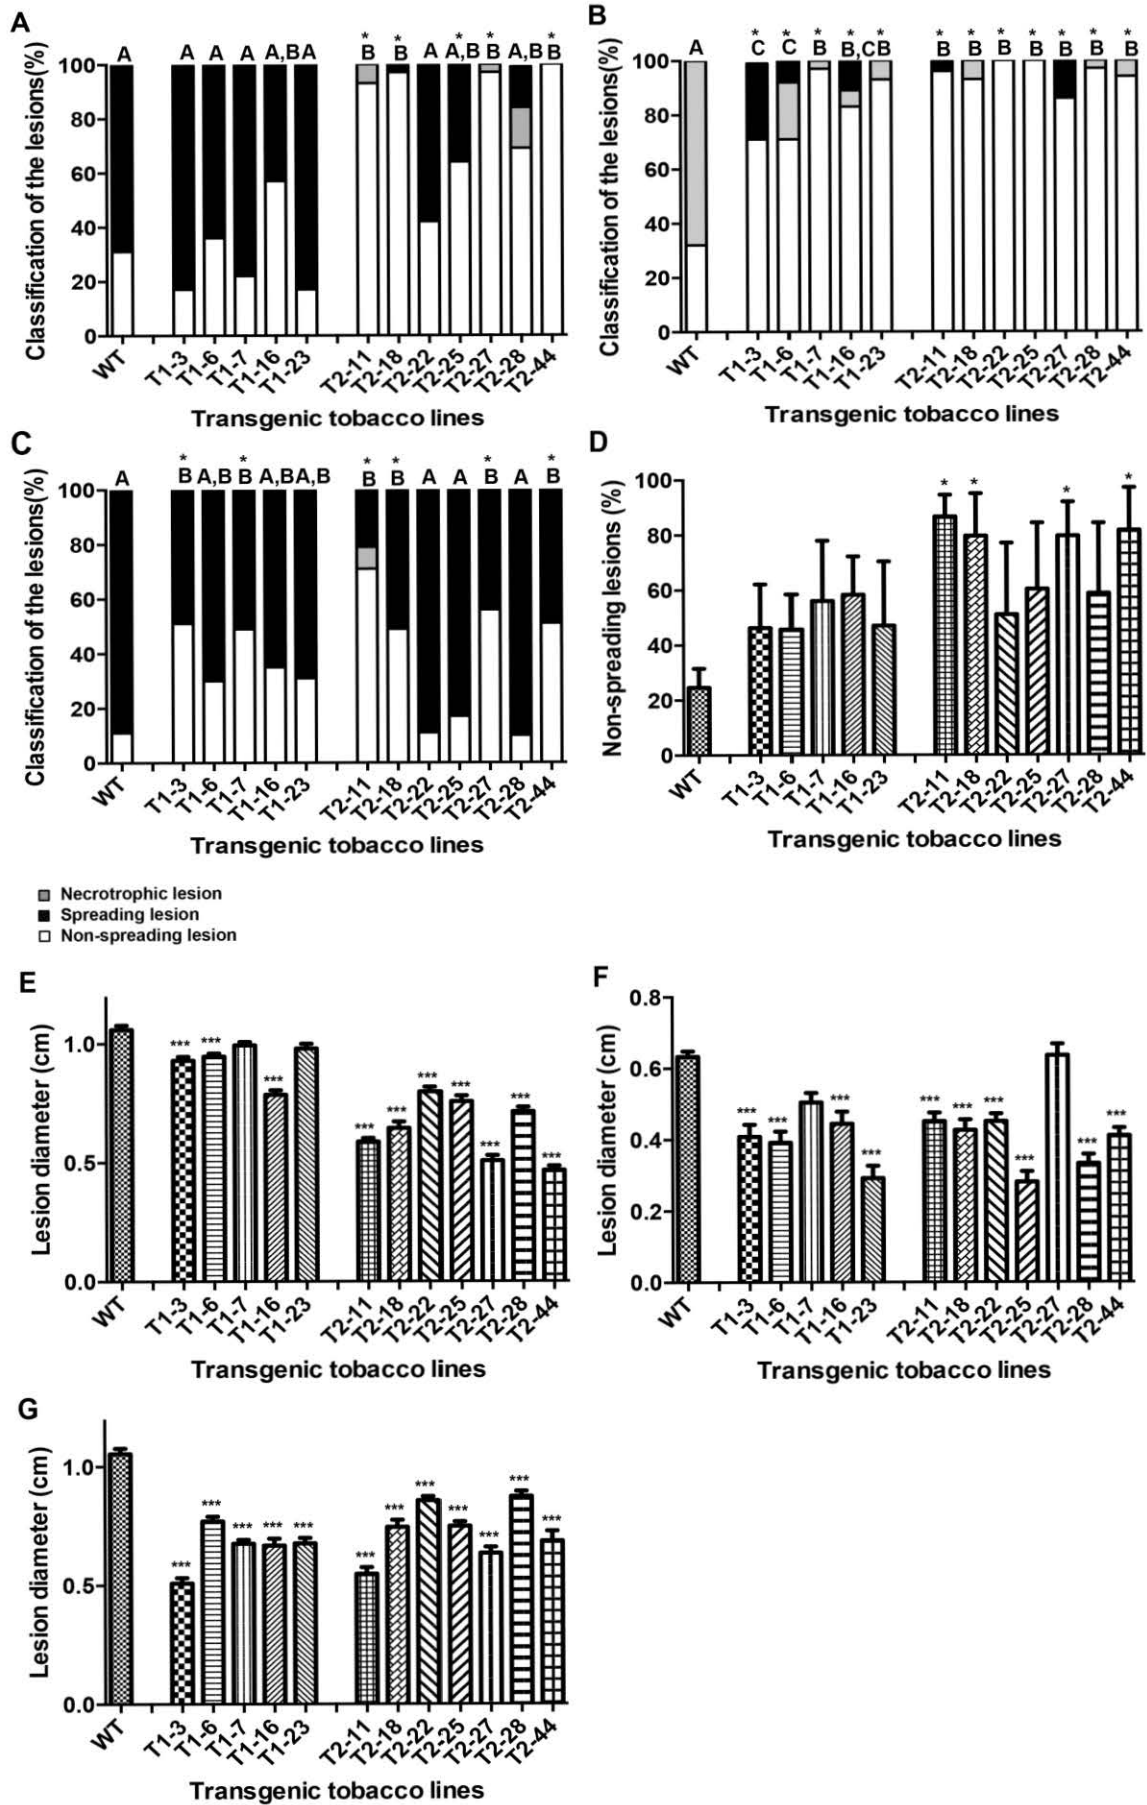 A
* * * *
A A A A A,B A B B A A,B B A,B B
Classification of the lesions(%)
100
80
60
40
20
0
WT T1-3 T1-6 T1-7 T1-16 T1-23 T2-11 T2-18 T2-22 T2-25 T2-27 T2-28 T2-44
Transgenic tobacco lines
B
* * * * * * * * * * * *
A C C B B,C B B B B B B B B
Classification of the lesions(%)
100
80
60
40
20
0
WT T1-3 T1-6 T1-7 T1-16 T1-23 T2-11 T2-18 T2-22 T2-25 T2-27 T2-28 T2-44
Transgenic tobacco lines
C
* * * * * *
A B A,B B A,B A,B B B A A B A B
Classification of the lesions(%)
100
80
60
40
20
0
WT T1-3 T1-6 T1-7 T1-16 T1-23 T2-11 T2-18 T2-22 T2-25 T2-27 T2-28 T2-44
Transgenic tobacco lines
D
* * * *
Non-spreading lesions (%)
100
80
60
40
20
0
WT T1-3 T1-6 T1-7 T1-16 T1-23 T2-11 T2-18 T2-22 T2-25 T2-27 T2-28 T2-44
Transgenic tobacco lines
Necrotrophic lesion
Spreading lesion
Non-spreading lesion
E
*** *** *** *** *** *** *** *** *** ***
Lesion diameter (cm)
1.0
0.5
0.0
WT T1-3 T1-6 T1-7 T1-16 T1-23 T2-11 T2-18 T2-22 T2-25 T2-27 T2-28 T2-44
Transgenic tobacco lines
F
*** *** *** *** *** *** *** *** *** ***
Lesion diameter (cm)
0.8
0.6
0.4
0.2
0.0
WT T1-3 T1-6 T1-7 T1-16 T1-23 T2-11 T2-18 T2-22 T2-25 T2-27 T2-28 T2-44
Transgenic tobacco lines
G
*** *** *** *** *** *** *** *** *** *** *** ***
Lesion diameter (cm)
1.0
0.5
0.0
WT T1-3 T1-6 T1-7 T1-16 T1-23 T2-11 T2-18 T2-22 T2-25 T2-27 T2-28 T2-44
Transgenic tobacco lines